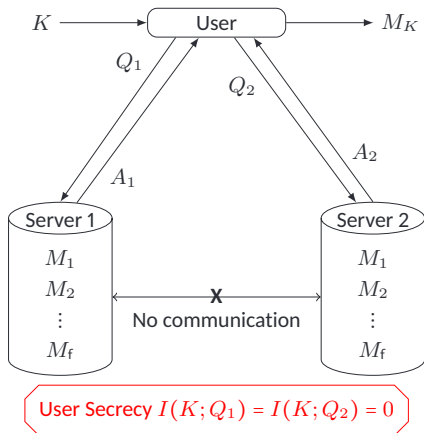 K User M_K
Q_1 Q_2
A_1 A_2
Server 1 Server 2
M_1 M_1
M_2 M_2
⋮ ⋮
M_f M_f
X
No communication
User Secrecy I(K;Q_1) = I(K;Q_2) = 0